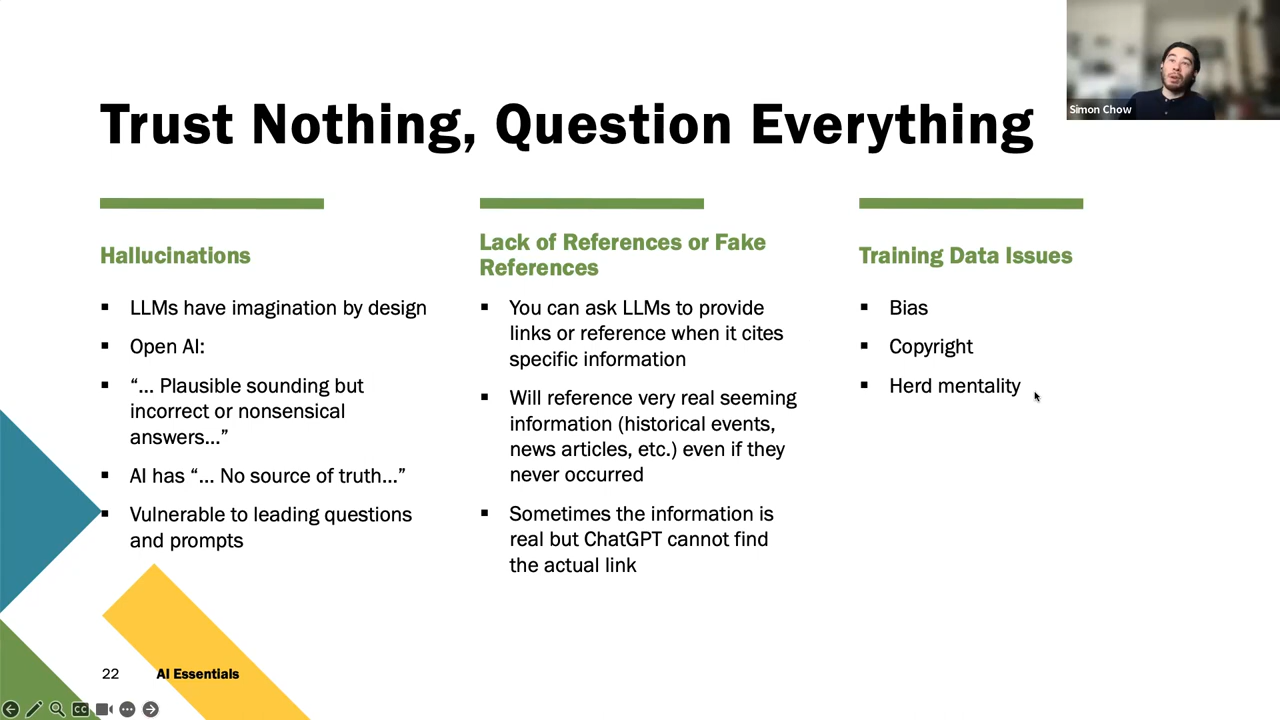 Simon Chow
Trust Nothing, Question Everything
Hallucinations
▪ LLMs have imagination by design
▪ Open AI:
▪ “... Plausible sounding but
incorrect or nonsensical
answers...”
▪ AI has “... No source of truth...”
▪ Vulnerable to leading questions
and prompts
Lack of References or Fake
References
▪ You can ask LLMs to provide
links or reference when it cites
specific information
▪ Will reference very real seeming
information (historical events,
news articles, etc.) even if they
never occurred
▪ Sometimes the information is
real but ChatGPT cannot find
the actual link
Training Data Issues
▪ Bias
▪ Copyright
▪ Herd mentality
22 AI Essentials
CC